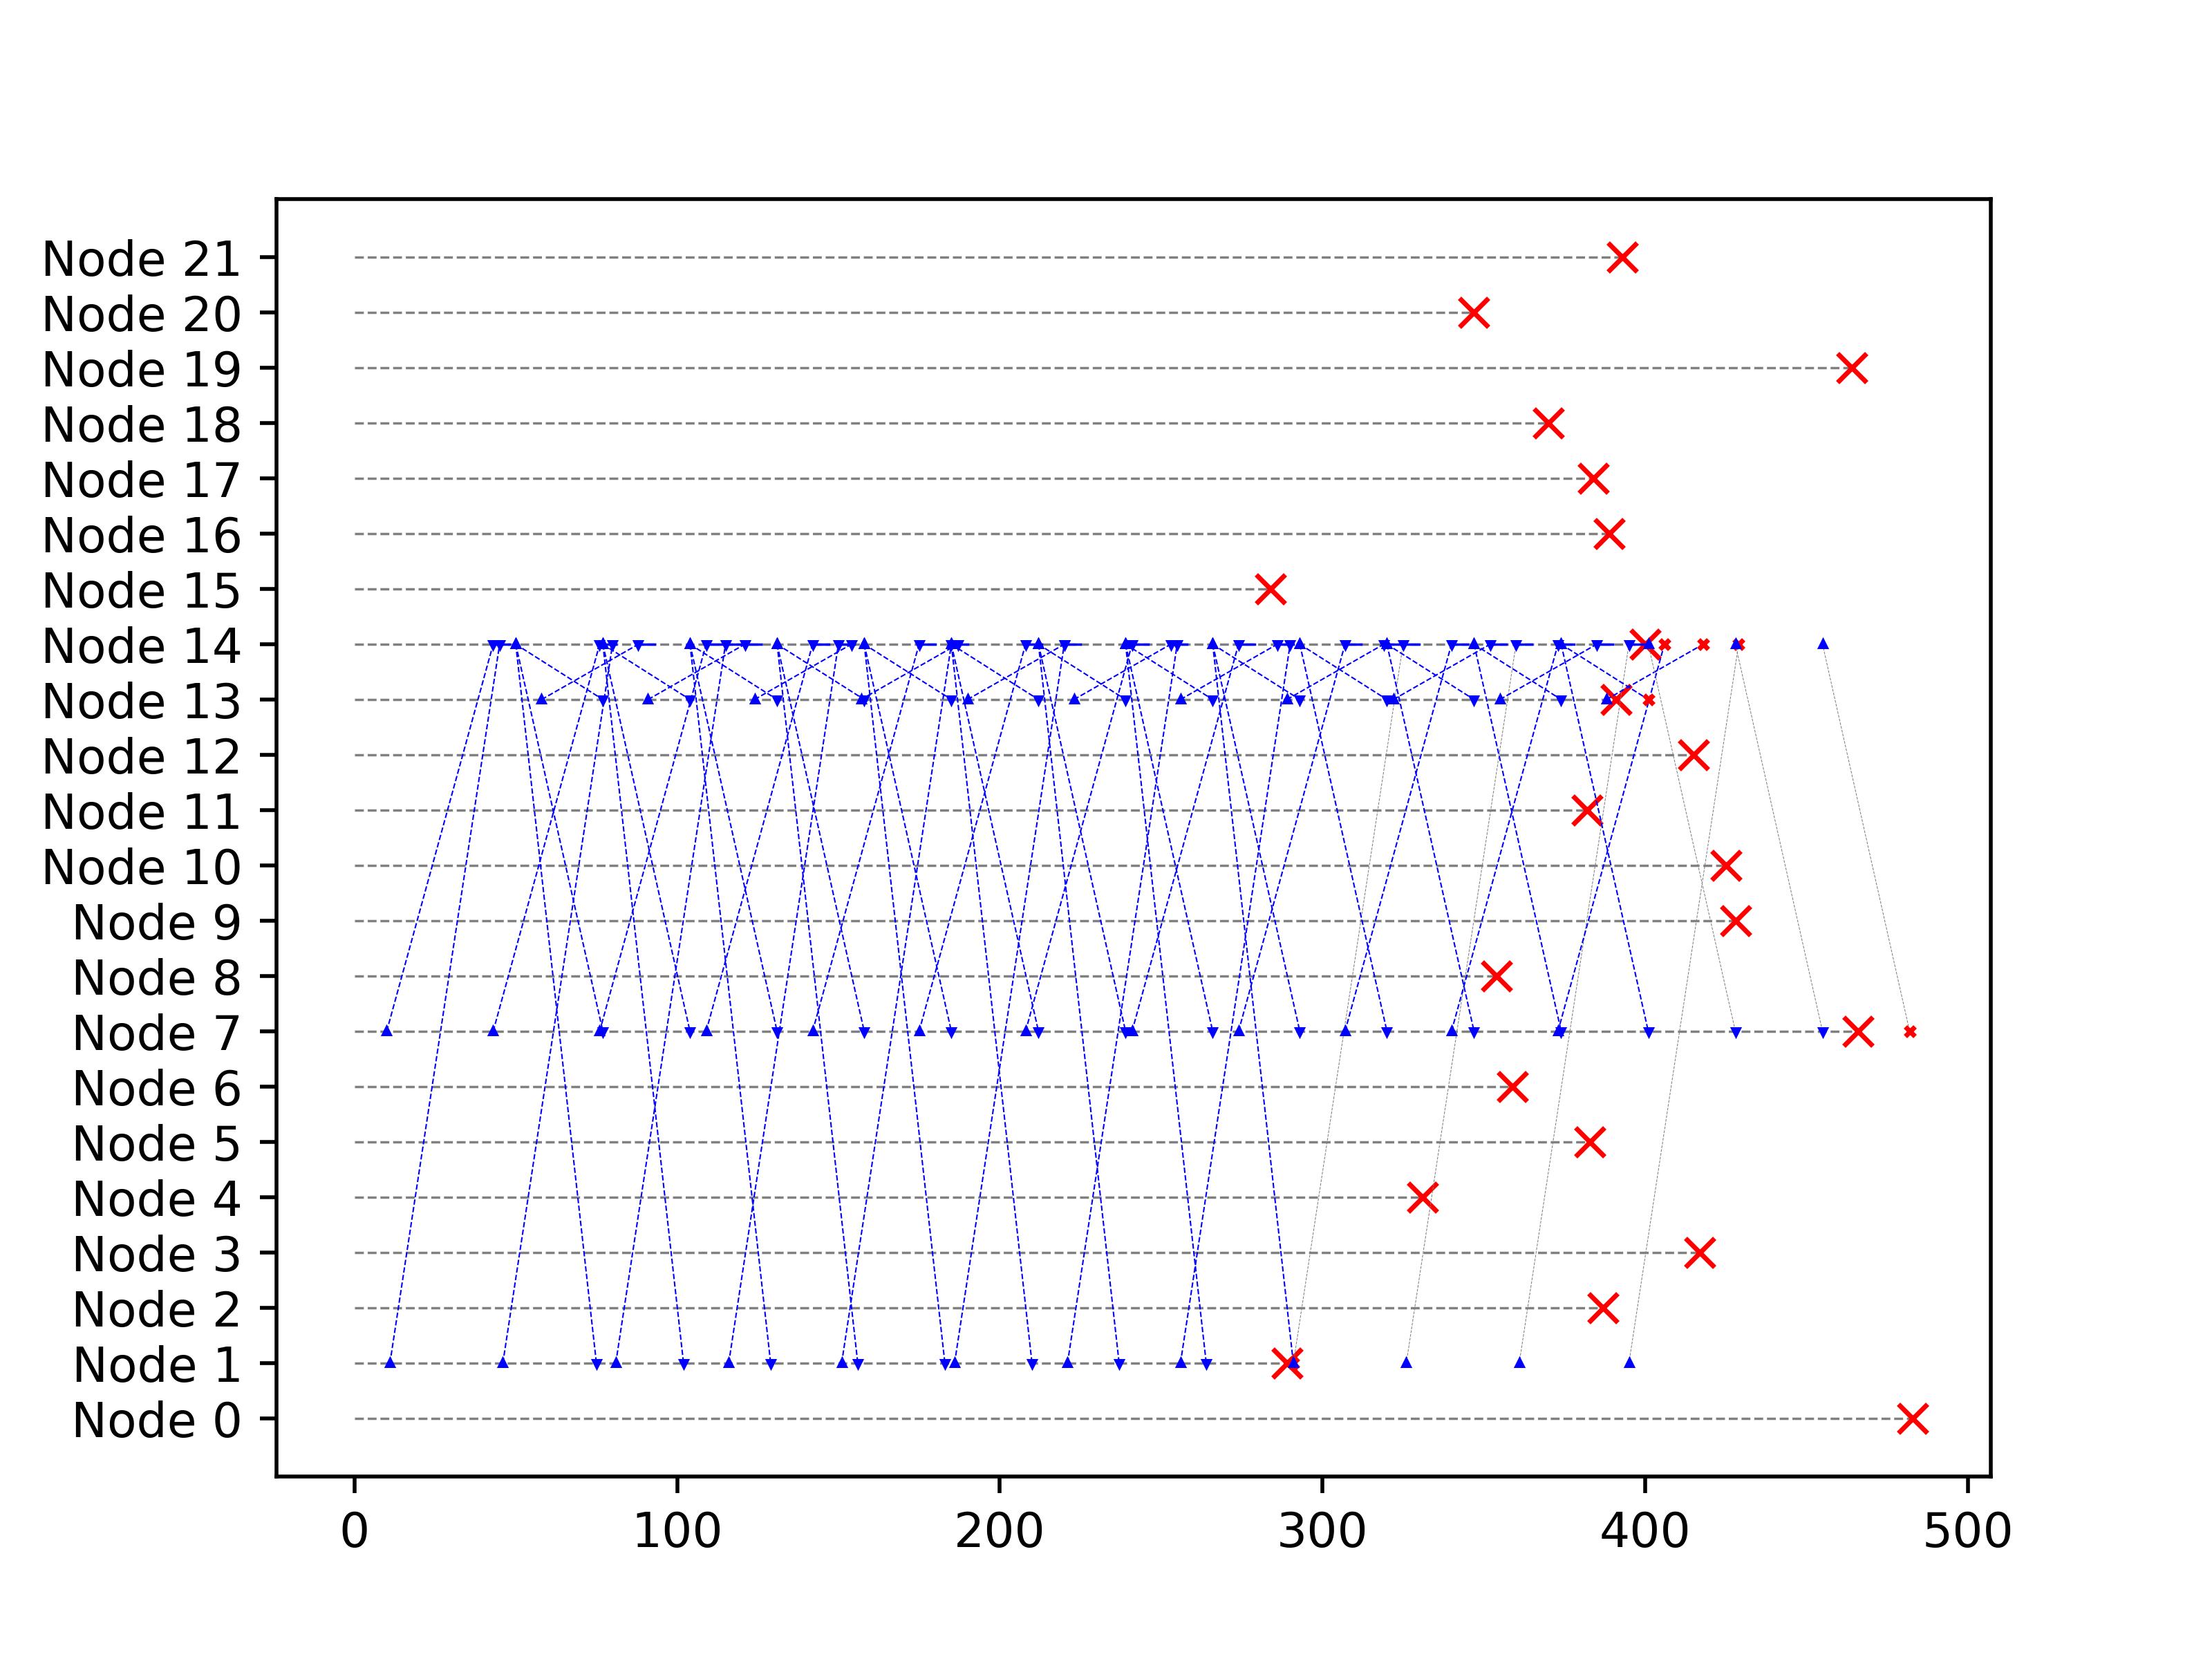 Node 21
Node 20
Node 19
Node 18
Node 17
Node 16
Node 15
Node 14
Node 13
Node 12
Node 11
Node 10
Node 9
Node 8
Node 7
Node 6
Node 5
Node 4
Node 3
Node 2
Node 1
Node 0
0 100 200 300 400 500